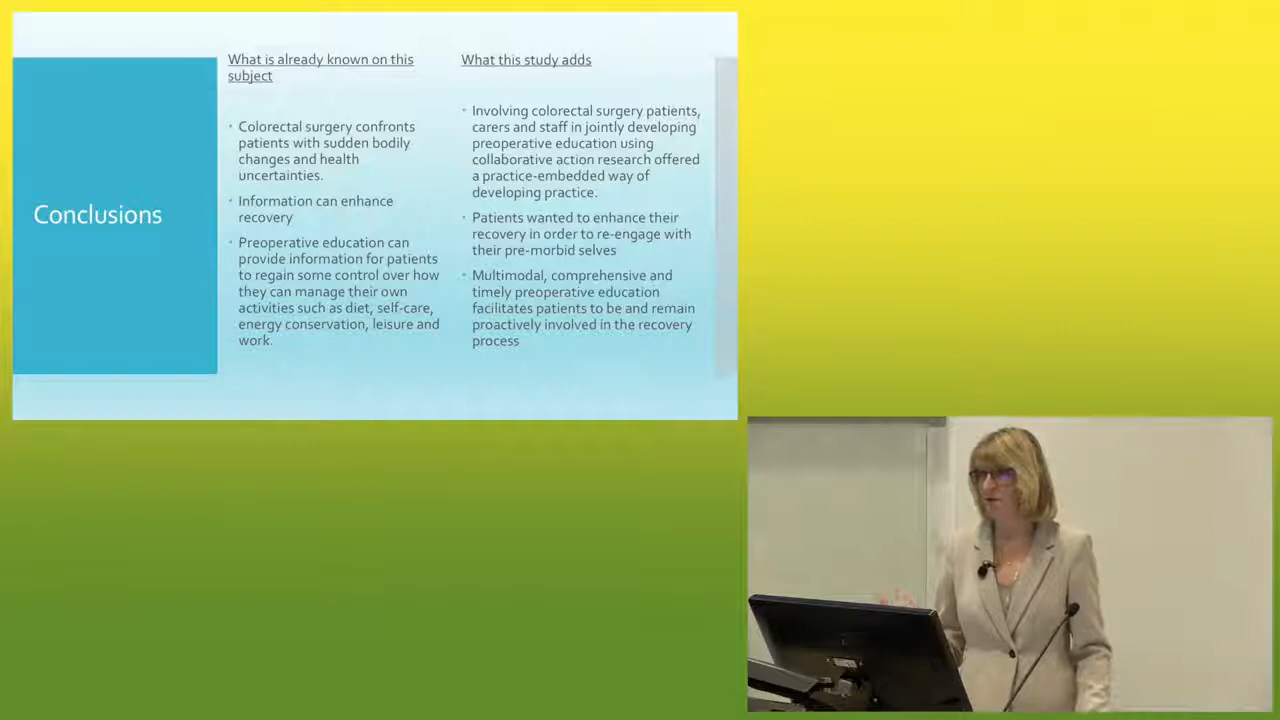 Conclusions
What is already known on this
subject
Colorectal surgery confronts
patients with sudden bodily
changes and health
uncertainties.
Information can enhance
recovery
Preoperative education can
provide information for patients
to regain some control over how
they can manage their own
activities such as diet, self-care,
energy conservation, leisure and
work.
What this study adds
Involving colorectal surgery patients,
carers and staff in jointly developing
preoperative education using
collaborative action research offered
a practice-embedded way of
developing practice.
Patients wanted to enhance their
recovery in order to re-engage with
their pre-morbid selves
Multimodal, comprehensive and
timely preoperative education
facilitates patients to be and remain
proactively involved in the recovery
process